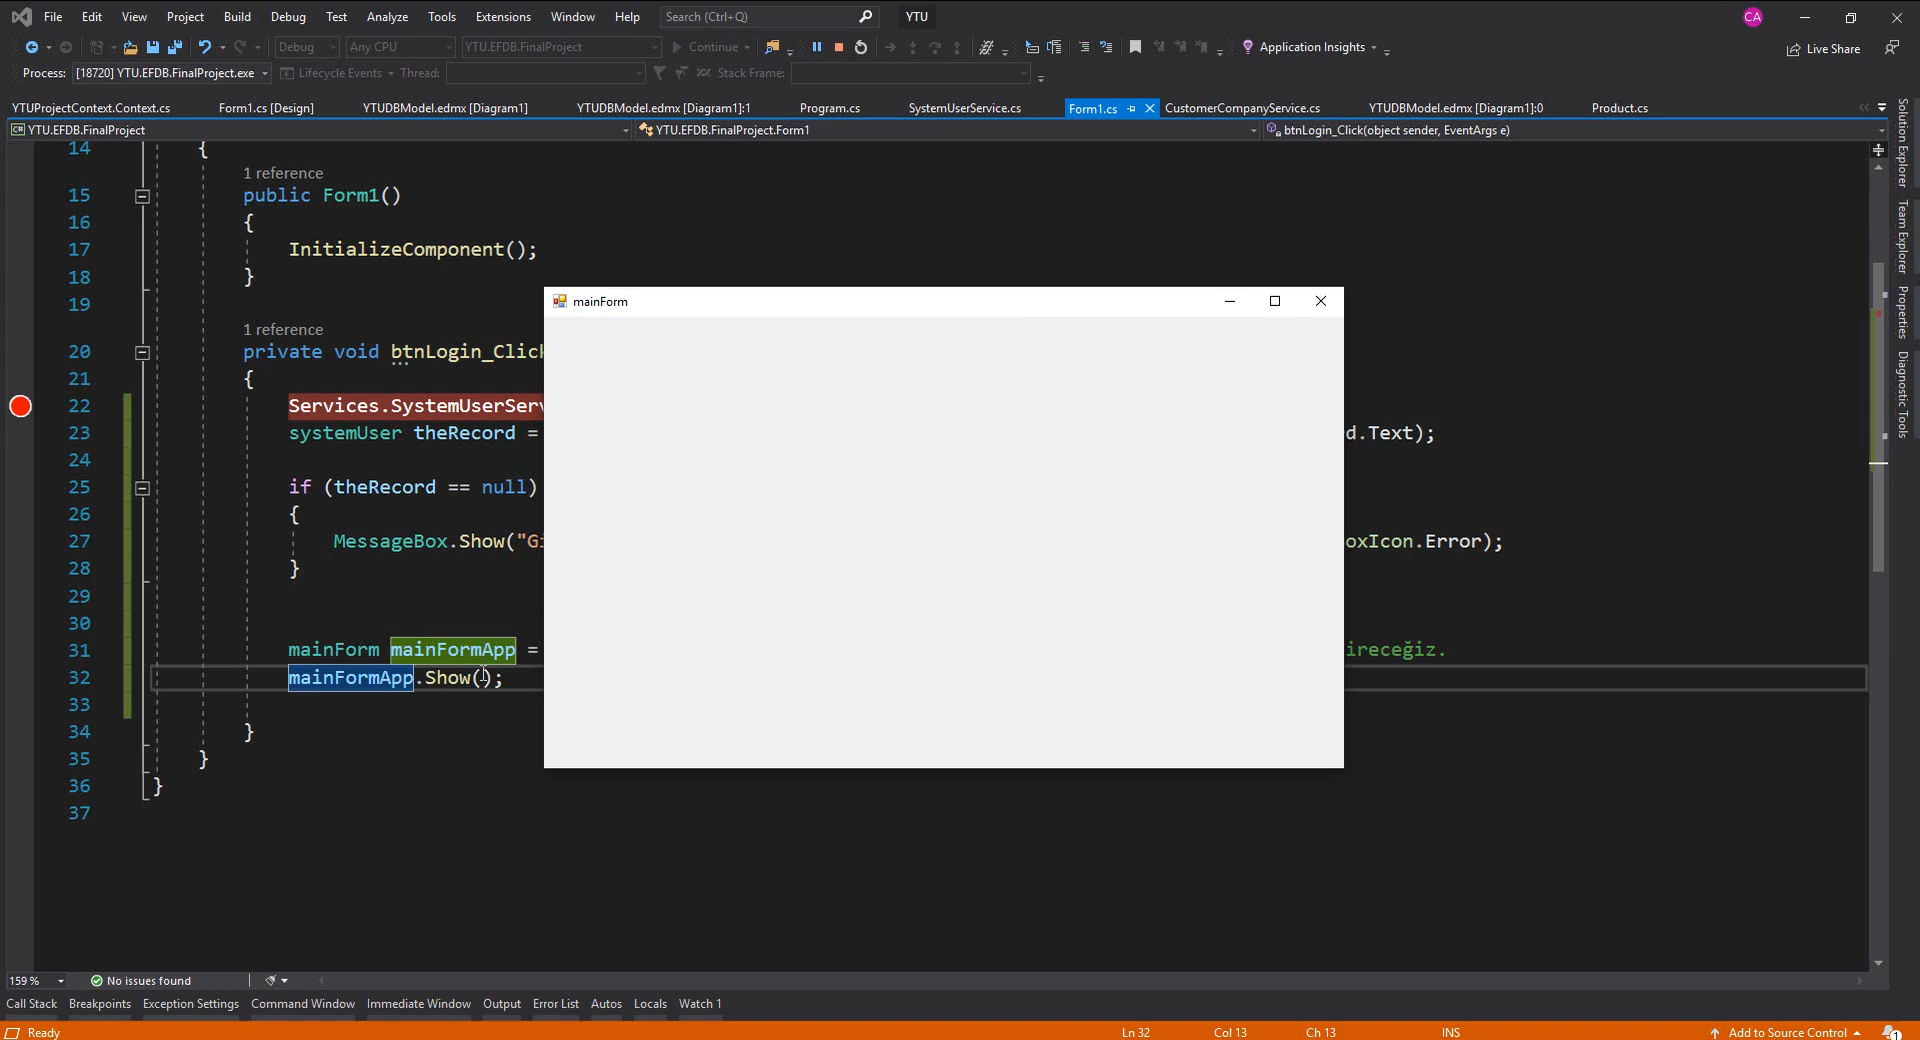 File Edit View Project Build Debug Test Analyze Tools Extensions Window Help Search (Ctrl+Q) YTU CA
Debug Any CPU YTU.EFDB.FinalProject Continue Application Insights Live Share
Process: [18720] YTU.EFDB.FinalProject.exe Lifecycle Events Thread: Stack Frame:
YTUProjectContext.Context.cs Form1.cs [Design] YTUDBModel.edmx [Diagram1] YTUDBModel.edmx [Diagram1]:1 Program.cs SystemUserService.cs Form1.cs CustomerCompanyService.cs YTUDBModel.edmx [Diagram1]:0 Product.cs
C# YTU.EFDB.FinalProject YTU.EFDB.FinalProject.Form1 btnLogin_Click(object sender, EventArgs e)
14 {
1 reference
15 public Form1()
16 {
17 InitializeComponent();
18 }
19
1 reference
20 private void btnLogin_Click
21 {
22 Services.SystemUserServ
23 systemUser theRecord = d.Text);
24
25 if (theRecord == null)
26 {
27 MessageBox.Show("Gi oxIcon.Error);
28 }
29
30
31 mainForm mainFormApp = ireceğiz.
32 mainFormApp.Show();
33
34 }
35 }
36 }
37
mainForm
Solution Explorer
Team Explorer
Properties
Diagnostic Tools
159 % No issues found
Call Stack Breakpoints Exception Settings Command Window Immediate Window Output Error List Autos Locals Watch 1
Ready Ln 32 Col 13 Ch 13 INS Add to Source Control 1